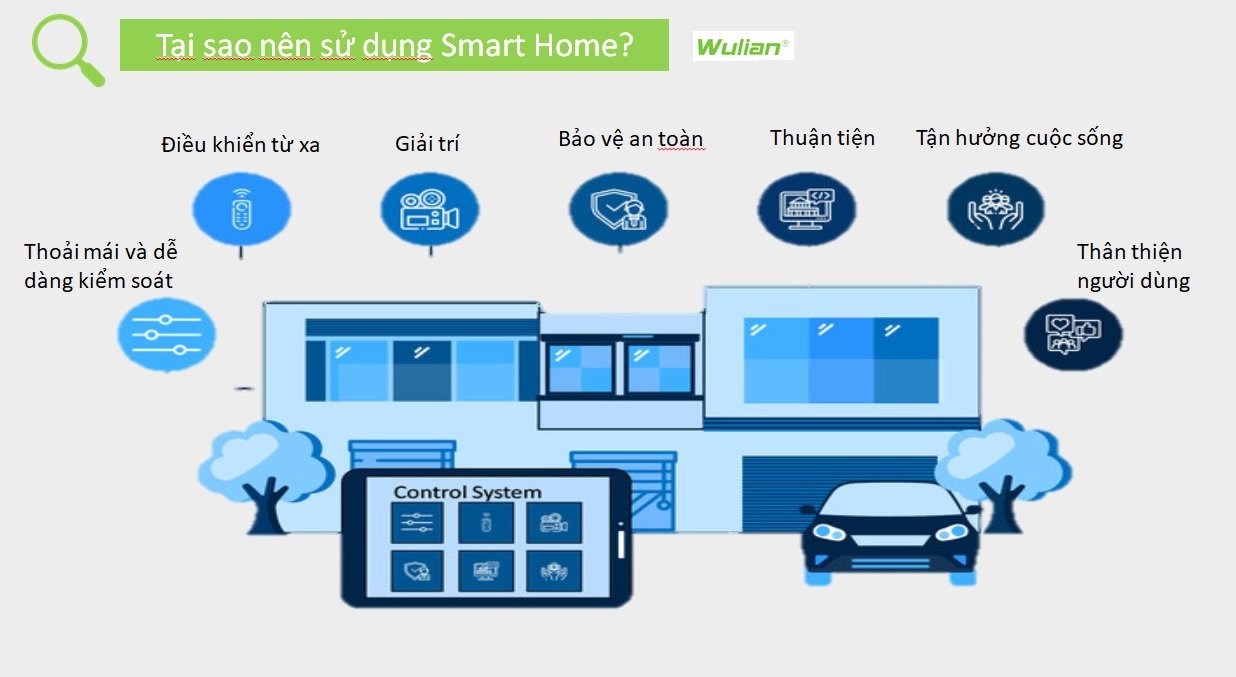 Tại sao nên sử dụng Smart Home?
Wulian®
Điều khiển từ xa
Giải trí
Bảo vệ an toàn
Thuận tiện
Tận hưởng cuộc sống
Thoải mái và dễ
dàng kiểm soát
Thân thiện
người dùng
</>
Control System